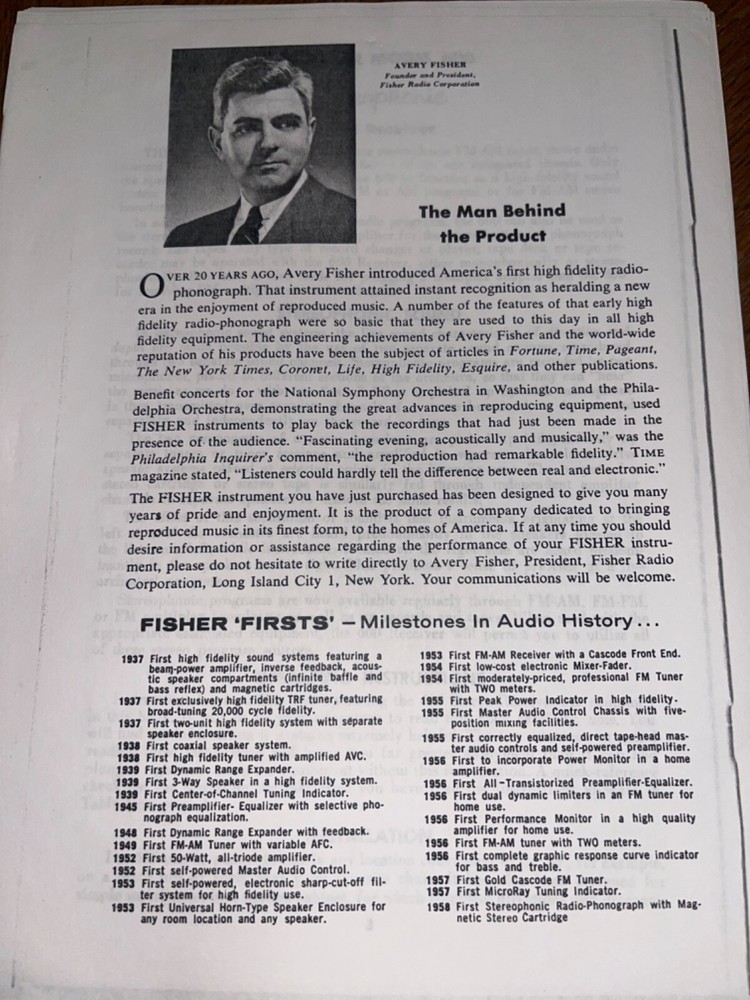 AVERY FISHER
Founder and President,
Fisher Radio Corporation
The Man Behind
the Product
OVER 20 YEARS AGO, Avery Fisher introduced America's first high fidelity radio-
phonograph. That instrument attained instant recognition as heralding a new
era in the enjoyment of reproduced music. A number of the features of that early high
fidelity radio-phonograph were so basic that they are used to this day in all high
fidelity equipment. The engineering achievements of Avery Fisher and the world-wide
reputation of his products have been the subject of articles in Fortune, Time, Pageant,
The New York Times, Coronet, Life, High Fidelity, Esquire, and other publications.
Benefit concerts for the National Symphony Orchestra in Washington and the Phila-
delphia Orchestra, demonstrating the great advances in reproducing equipment, used
FISHER instruments to play back the recordings that had just been made in the
presence of the audience. "Fascinating evening, acoustically and musically," was the
Philadelphia Inquirer's comment, "the reproduction had remarkable fidelity." TIME
magazine stated, "Listeners could hardly tell the difference between real and electronic."
The FISHER instrument you have just purchased has been designed to give you many
years of pride and enjoyment. It is the product of a company dedicated to bringing
reproduced music in its finest form, to the homes of America. If at any time you should
desire information or assistance regarding the performance of your FISHER instru-
ment, please do not hesitate to write directly to Avery Fisher, President, Fisher Radio
Corporation, Long Island City 1, New York. Your communications will be welcome.
FISHER 'FIRSTS' – Milestones In Audio History...
1937 First high fidelity sound systems featuring a
beam-power amplifier, inverse feedback, acous-
tic speaker compartments (infinite baffle and
bass reflex) and magnetic cartridges.
1937 First exclusively high fidelity TRF tuner, featuring
broad-tuning 20,000 cycle fidelity.
1937 First two-unit high fidelity system with separate
speaker enclosure.
1938 First coaxial speaker system.
1938 First high fidelity tuner with amplified AVC.
1939 First Dynamic Range Expander.
1939 First 3-Way Speaker in a high fidelity system.
1939 First Center-of-Channel Tuning Indicator.
1945 First Preamplifier- Equalizer with selective pho-
nograph equalization.
1948 First Dynamic Range Expander with feedback.
1949 First FM-AM Tuner with variable AFC.
1952 First 50-Watt, all-triode amplifier.
1952 First self-powered Master Audio Control.
1953 First self-powered, electronic sharp-cut-off fil-
ter system for high fidelity use.
1953 First Universal Horn-Type Speaker Enclosure for
any room location and any speaker.
1953 First FM-AM Receiver with a Cascode Front End.
1954 First low-cost electronic Mixer-Fader.
1954 First moderately-priced, professional FM Tuner
with TWO meters.
1955 First Peak Power Indicator in high fidelity.
1955 First Master Audio Control Chassis with five-
position mixing facilities.
1955 First correctly equalized, direct tape-head mas-
ter audio controls and self-powered preamplifier.
1956 First to incorporate Power Monitor in a home
amplifier.
1956 First All-Transistorized Preamplifier-Equalizer.
1956 First dual dynamic limiters in an FM tuner for
home use.
1956 First Performance Monitor in a high quality
amplifier for home use.
1956 First FM-AM tuner with TWO meters.
1956 First complete graphic response curve indicator
for bass and treble.
1957 First Gold Cascode FM Tuner.
1957 First MicroRay Tuning Indicator.
1958 First Stereophonic Radio-Phonograph with Mag-
netic Stereo Cartridge